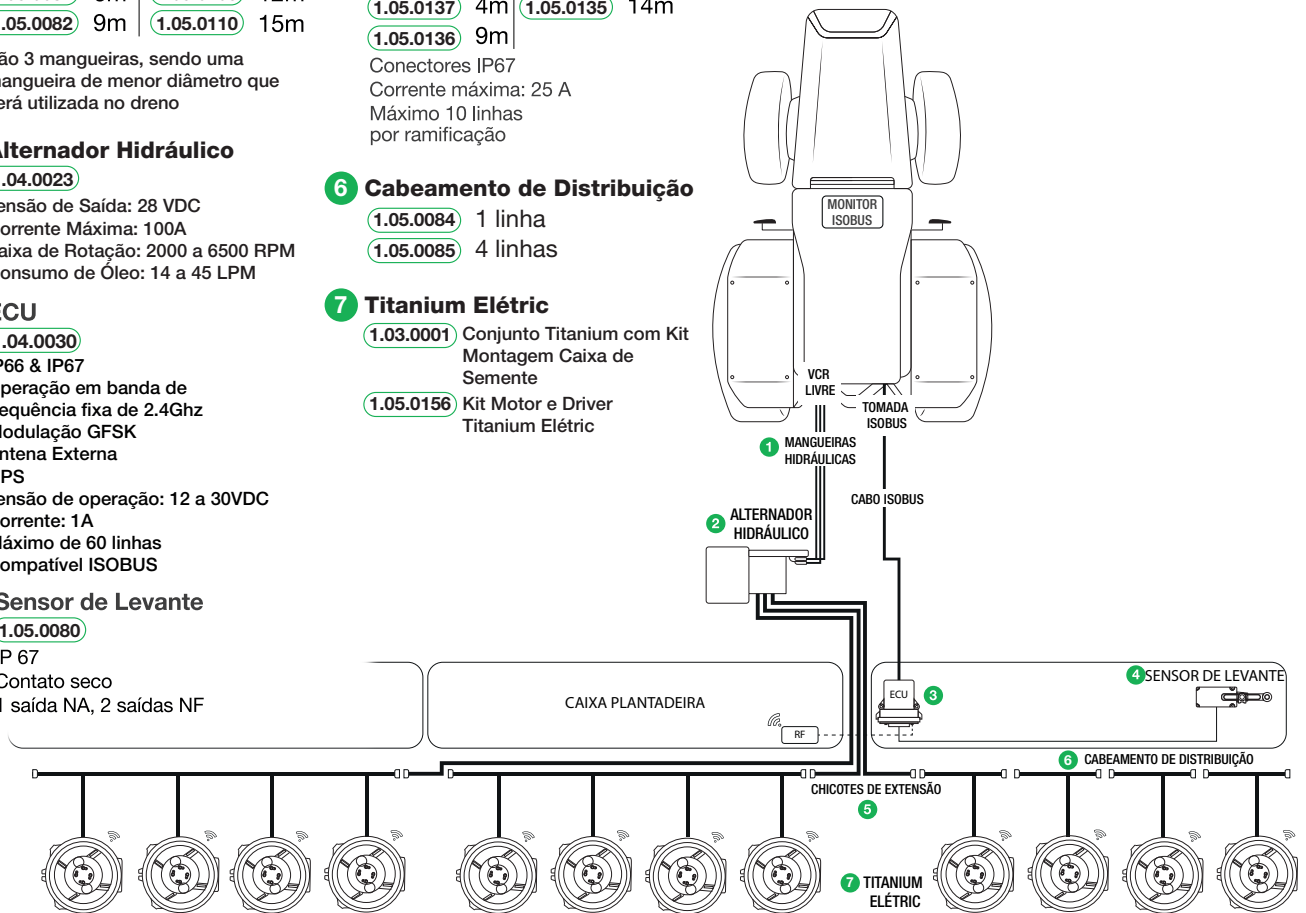 1.05.0082 9m 1.05.0110 15m
ão 3 mangueiras, sendo uma
mangueira de menor diâmetro que
erá utilizada no dreno
Alternador Hidráulico
1.04.0023
ensão de Saída: 28 VDC
orrente Máxima: 100A
aixa de Rotação: 2000 a 6500 RPM
onsumo de Óleo: 14 a 45 LPM
ECU
1.04.0030
P66 & IP67
peração em banda de
equência fixa de 2.4Ghz
Modulação GFSK
ntena Externa
PS
ensão de operação: 12 a 30VDC
orrente: 1A
Máximo de 60 linhas
ompatível ISOBUS
Sensor de Levante
1.05.0080
IP 67
Contato seco
1 saída NA, 2 saídas NF
1.05.0137 4m 1.05.0135 14m
1.05.0136 9m
Conectores IP67
Corrente máxima: 25 A
Máximo 10 linhas
por ramificação
6 Cabeamento de Distribuição
1.05.0084 1 linha
1.05.0085 4 linhas
7 Titanium Elétric
1.03.0001 Conjunto Titanium com Kit
Montagem Caixa de
Semente
1.05.0156 Kit Motor e Driver
Titanium Elétric
MONITOR
ISOBUS
VCR
LIVRE
TOMADA
ISOBUS
1 MANGUEIRAS
HIDRÁULICAS
CABO ISOBUS
2 ALTERNADOR
HIDRÁULICO
CAIXA PLANTADEIRA
RF
ECU
3
4 SENSOR DE LEVANTE
6 CABEAMENTO DE DISTRIBUIÇÃO
CHICOTES DE EXTENSÃO
5
7 TITANIUM
ELÉTRIC